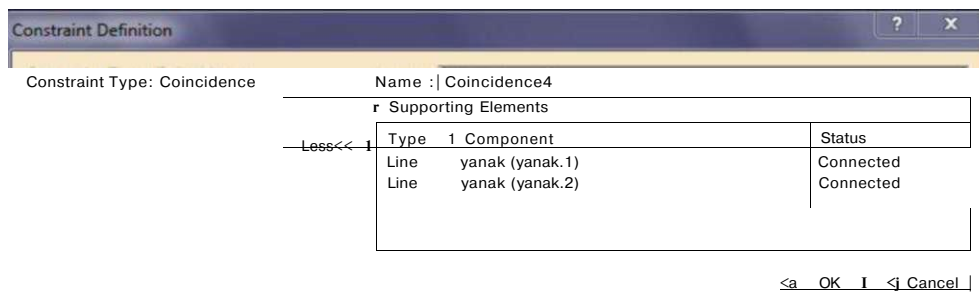 Constraint Definition ? X
Constraint Type: Coincidence Name :| Coincidence4
r Supporting Elements
Less<< I Type 1 Component Status
Line yanak (yanak.1) Connected
Line yanak (yanak.2) Connected
<a OK I <j Cancel |